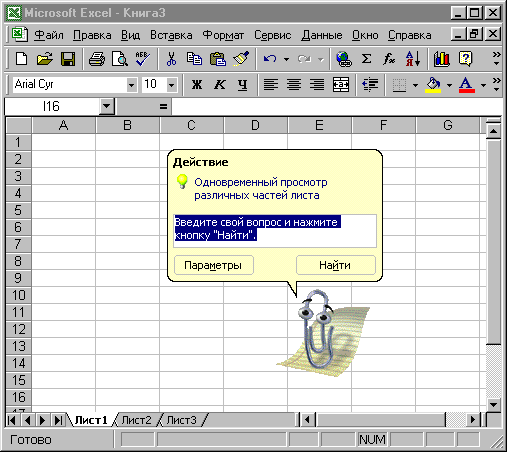 Microsoft Excel - Книга3
Файл Правка Вид Вставка Формат Сервис Данные Окно Справка
Arial Cyr 10 Ж К Ч
I16 =
A B C D E F G
1
2
3
4
5
6
7
8
9
10
11
12
13
14
15
16
17
Действие
Одновременный просмотр
различных частей листа
Введите свой вопрос и нажмите
кнопку "Найти".
Параметры Найти
Лист1 Лист2 Лист3
Готово NUM